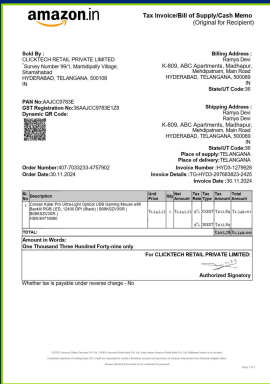 amazon.in
Tax Invoice/Bill of Supply/Cash Memo
(Original for Recipient)
Sold By :
CLICKTECH RETAIL PRIVATE LIMITED
Survey Number 99/1, Mamidipally Village,
Shamshabad
HYDERABAD, TELANGANA, 500108
IN
Billing Address :
Ramya Devi
K-809, ABC Apartments, Madhapur,
Mehdipatnam, Main Road
HYDERABAD, TELANGANA, 500089
IN
State/UT Code:36
PAN No:AAJCC9783E
GST Registration No:36AAJCC9783E1Z8
Dynamic QR Code:
Shipping Address :
Ramya Devi
Ramya Devi
K-809, ABC Apartments, Madhapur,
Mehdipatnam, Main Road
HYDERABAD, TELANGANA, 500089
IN
State/UT Code:36
Place of supply:TELANGANA
Place of delivery:TELANGANA
Order Number:407-7033233-4757902
Order Date:30.11.2024
Invoice Number :HYD3-1279928
Invoice Details :TG-HYD3-297603823-2425
Invoice Date :30.11.2024
Sl. No
Description
Unit Price
Qty
Net Amount
Tax Rate
Tax Type
Tax Amount
Total Amount
1
Corsair Katar Pro Ultra-Light Optical USB Gaming Mouse with
Backlit RGB LED, 12400 DPI (Black)
HSN:84716060
9% CGST
9% SGST
TOTAL:
Amount in Words:
One Thousand Three Hundred Forty-nine only
For CLICKTECH RETAIL PRIVATE LIMITED:
Authorized Signatory
Whether tax is payable under reverse charge - No